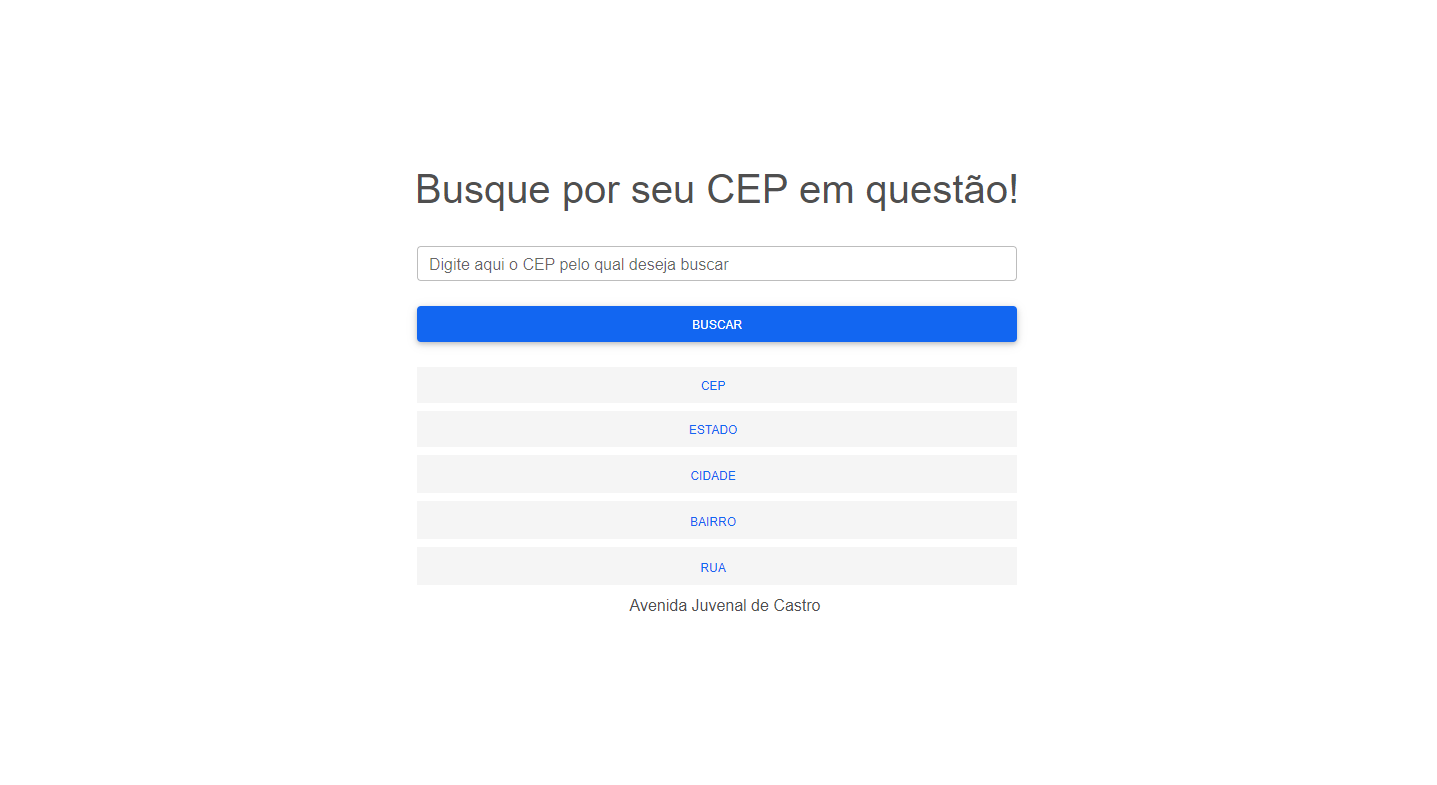 Busque por seu CEP em questão!
Digite aqui o CEP pelo qual deseja buscar
BUSCAR
CEP
ESTADO
CIDADE
BAIRRO
RUA
Avenida Juvenal de Castro